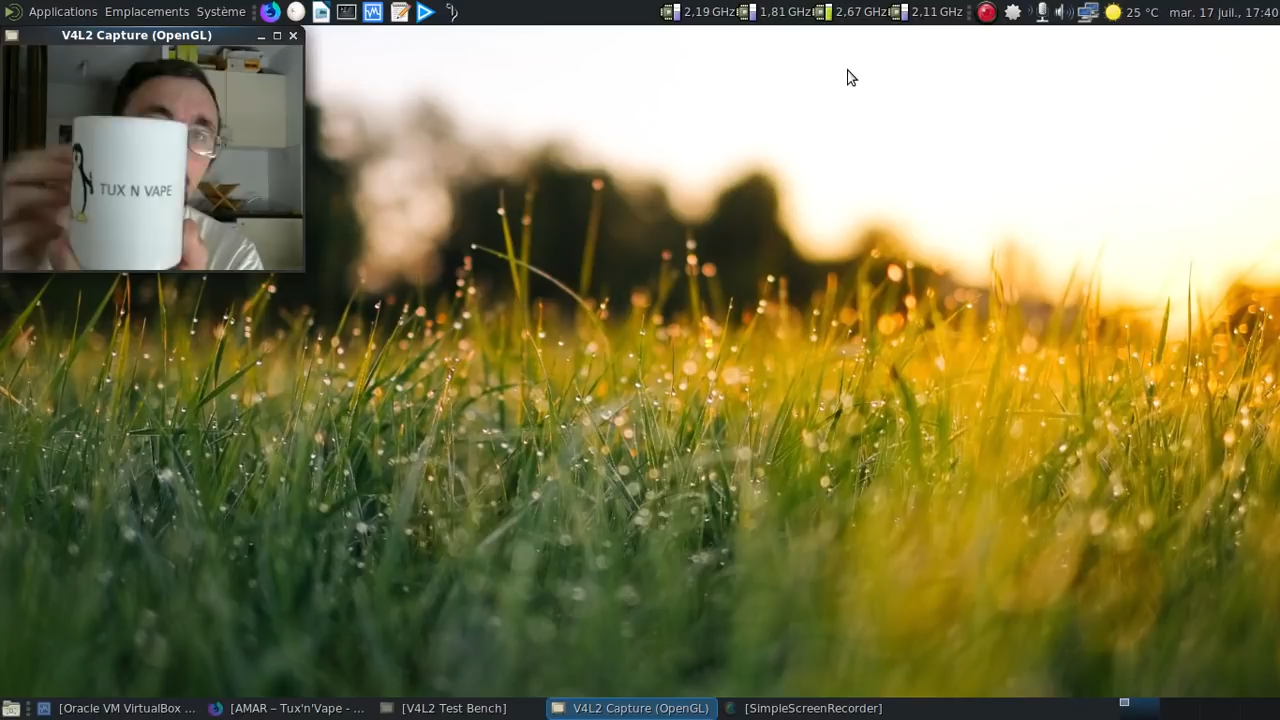 Applications Emplacements Système
2,19 GHz 1,81 GHz 2,67 GHz 2,11 GHz 25 °C mar. 17 juil., 17:40
V4L2 Capture (OpenGL)
TUX N VAPE
[Oracle VM VirtualBox ... [AMAR – Tux'n'Vape - ... [V4L2 Test Bench] V4L2 Capture (OpenGL) [SimpleScreenRecorder]